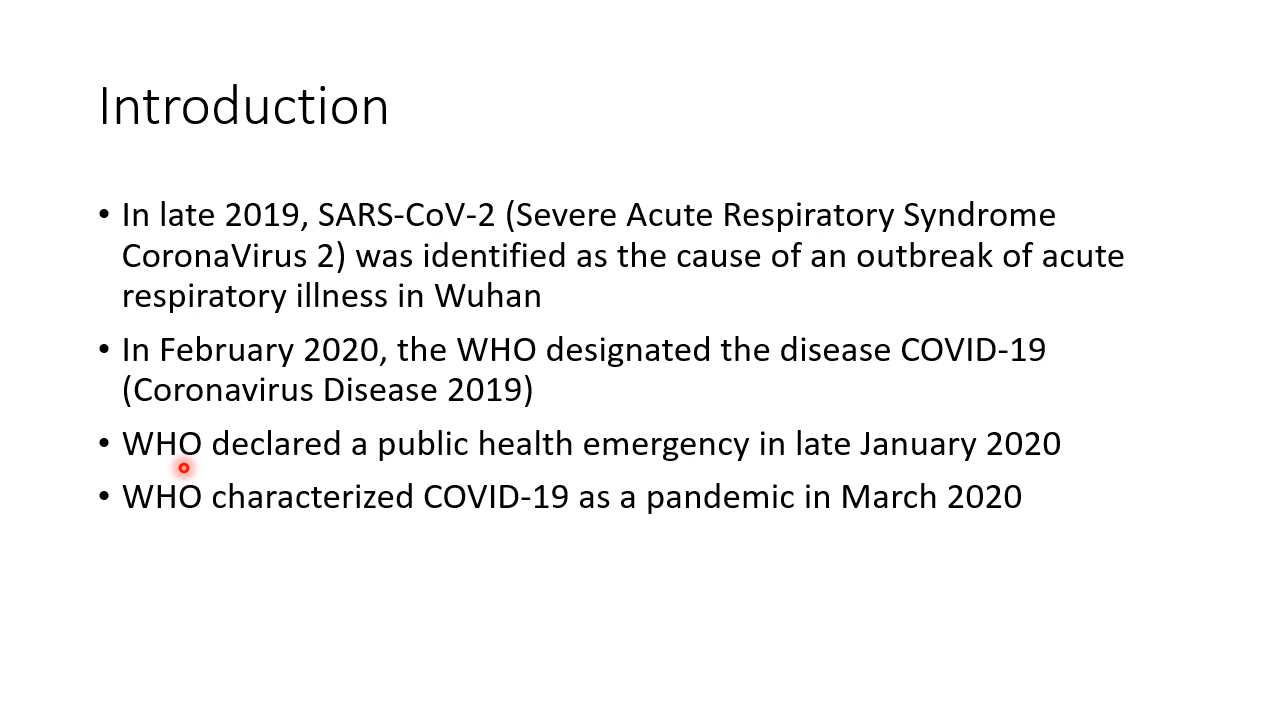 Introduction
• In late 2019, SARS-CoV-2 (Severe Acute Respiratory Syndrome
CoronaVirus 2) was identified as the cause of an outbreak of acute
respiratory illness in Wuhan
• In February 2020, the WHO designated the disease COVID-19
(Coronavirus Disease 2019)
• WHO declared a public health emergency in late January 2020
• WHO characterized COVID-19 as a pandemic in March 2020